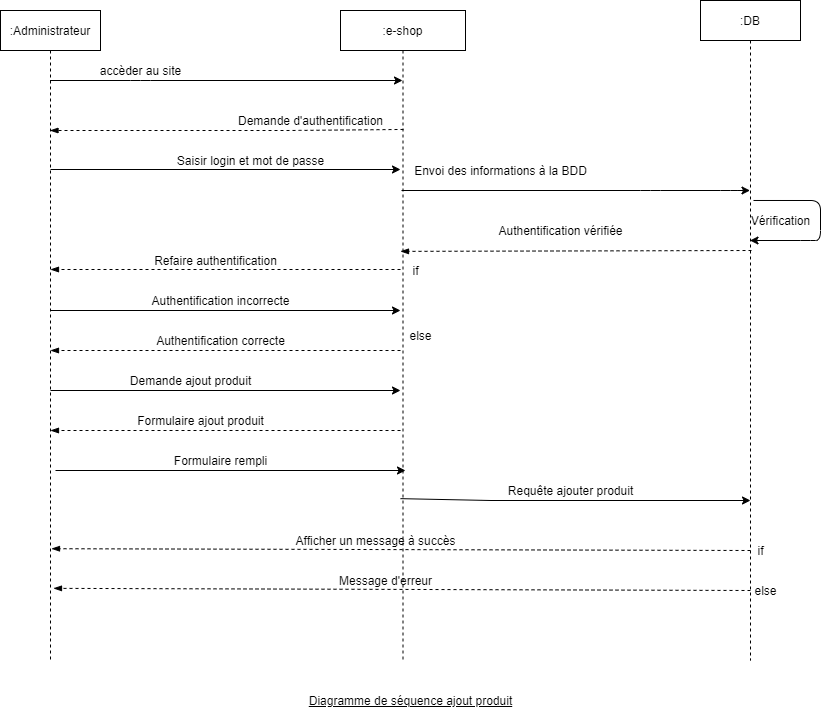 :Administrateur
:e-shop
:DB
accèder au site
Demande d'authentification
Saisir login et mot de passe
Envoi des informations à la BDD
Vérification
Authentification vérifiée
Refaire authentification
if
Authentification incorrecte
else
Authentification correcte
Demande ajout produit
Formulaire ajout produit
Formulaire rempli
Requête ajouter produit
Afficher un message à succès
if
Message d'erreur
else
Diagramme de séquence ajout produit